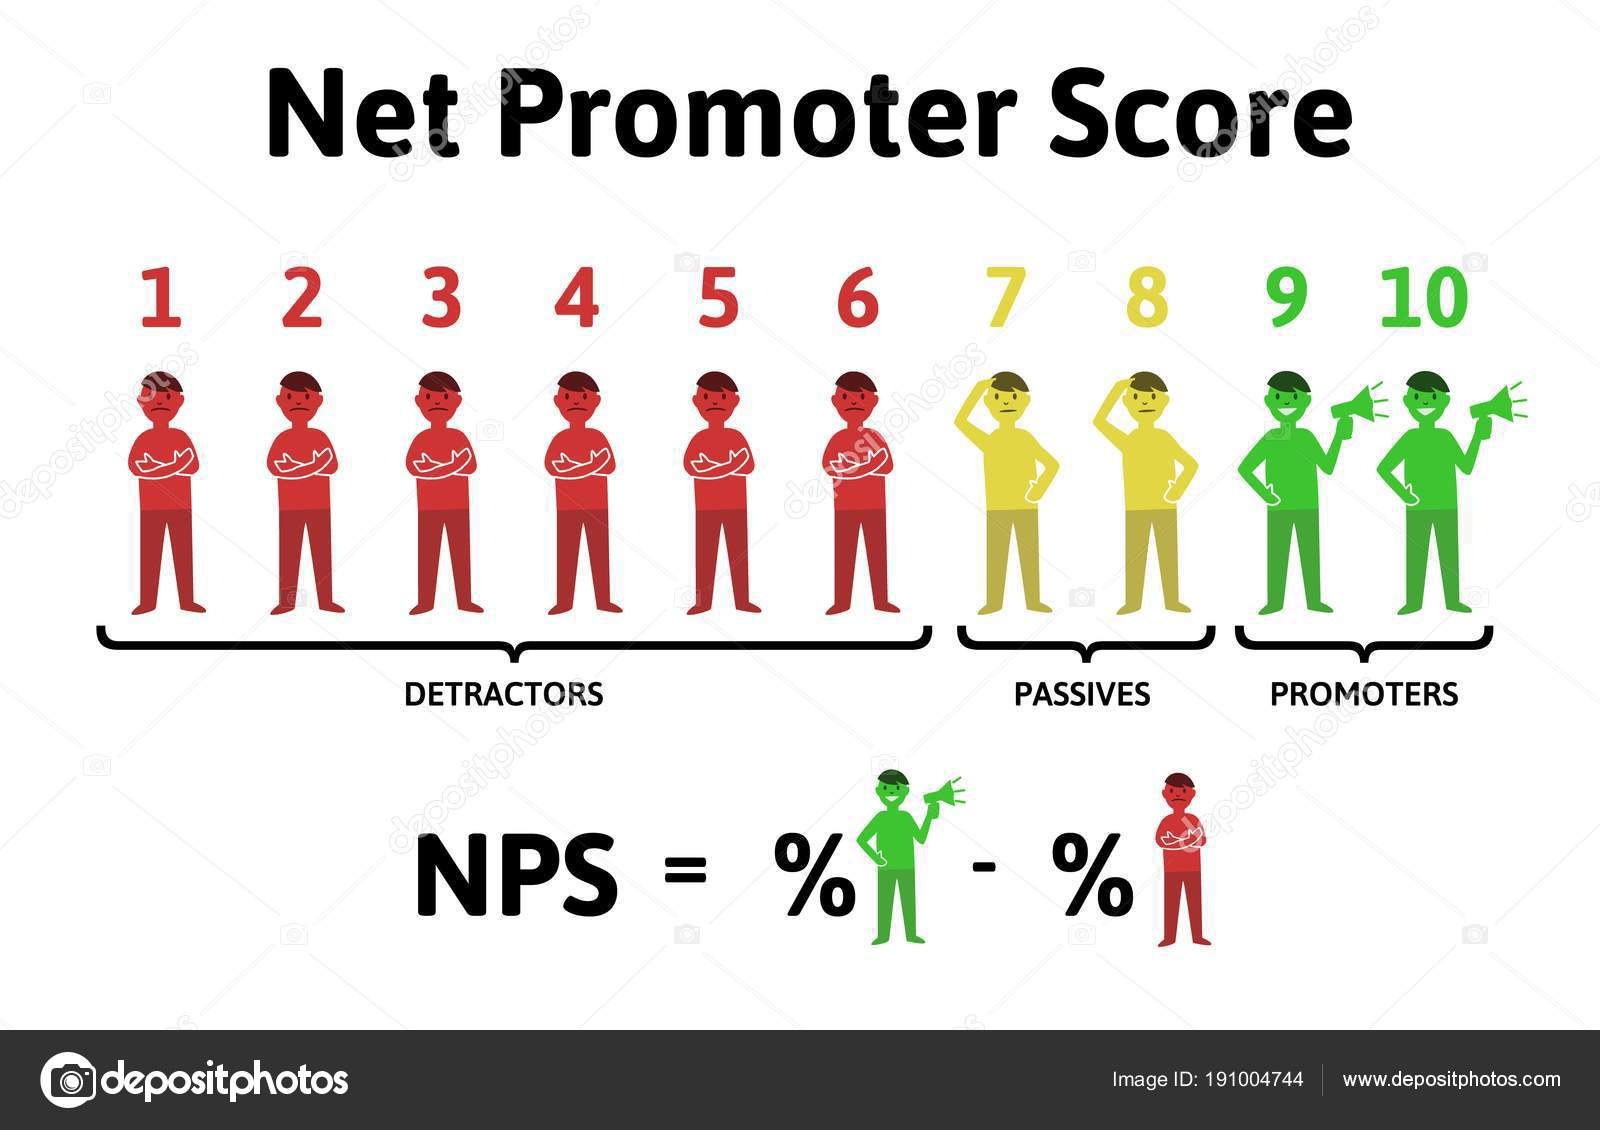 Net Promoter Score
1 2 3 4 5 6 7 8 9 10
DETRACTORS PASSIVES PROMOTERS
NPS = % - %
depositphotos
Image ID: 191004744 www.depositphotos.com